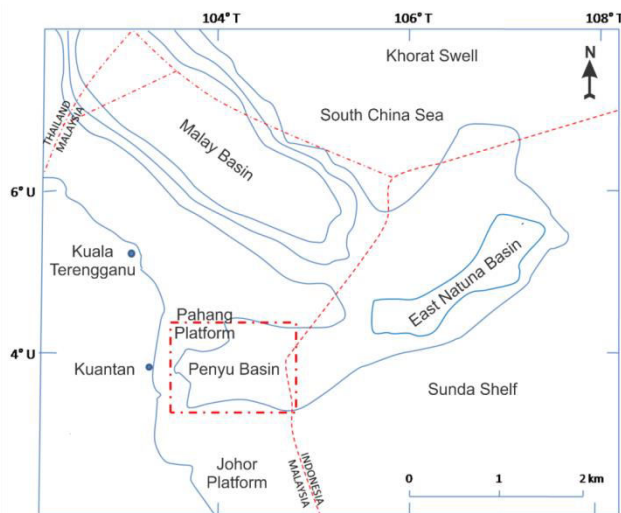 104°T
106°T
108°T
Khorat Swell
N
South China Sea
THAILAND
MALAYSIA
Malay Basin
6°U
Kuala
Terengganu
East Natuna Basin
Pahang
Platform
4°U
Kuantan
Penyu Basin
Sunda Shelf
Johor
Platform
INDONESIA
MALAYSIA
0 1 2 km